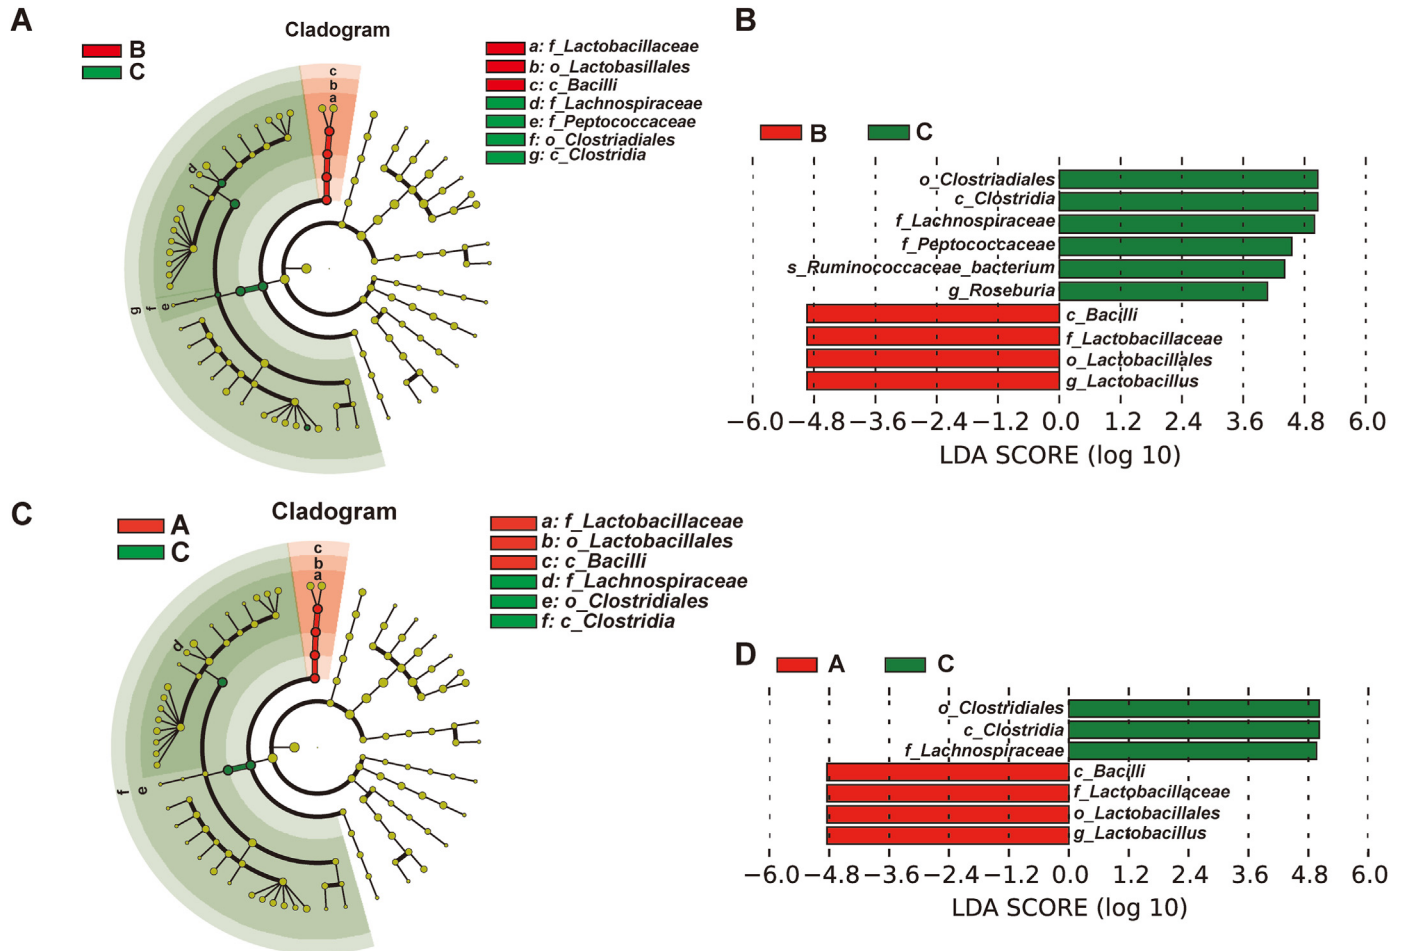 A
Cladogram
B
C
a: f_Lactobacillaceae
b: o_Lactobasillales
c: c_Bacilli
d: f_Lachnospiraceae
e: f_Peptococcaceae
f: o_Clostriadiales
g: c_Clostridia
c
b
a
d
g
f
e
B
B
C
o_Clostriadiales
c_Clostridia
f_Lachnospiraceae
f_Peptococcaceae
s_Ruminococcaceae_bacterium
g_Roseburia
c_Bacilli
f_Lactobacillaceae
o_Lactobacillales
g_Lactobacillus
−6.0 −4.8 −3.6 −2.4 −1.2 0.0 1.2 2.4 3.6 4.8 6.0
LDA SCORE (log 10)
C
Cladogram
A
C
a: f_Lactobacillaceae
b: o_Lactobacillales
c: c_Bacilli
d: f_Lachnospiraceae
e: o_Clostridiales
f: c_Clostridia
c
b
a
d
f
e
D
A
C
o_Clostridiales
c_Clostridia
f_Lachnospiraceae
c_Bacilli
f_Lactobacillaceae
o_Lactobacillales
g_Lactobacillus
−6.0 −4.8 −3.6 −2.4 −1.2 0.0 1.2 2.4 3.6 4.8 6.0
LDA SCORE (log 10)